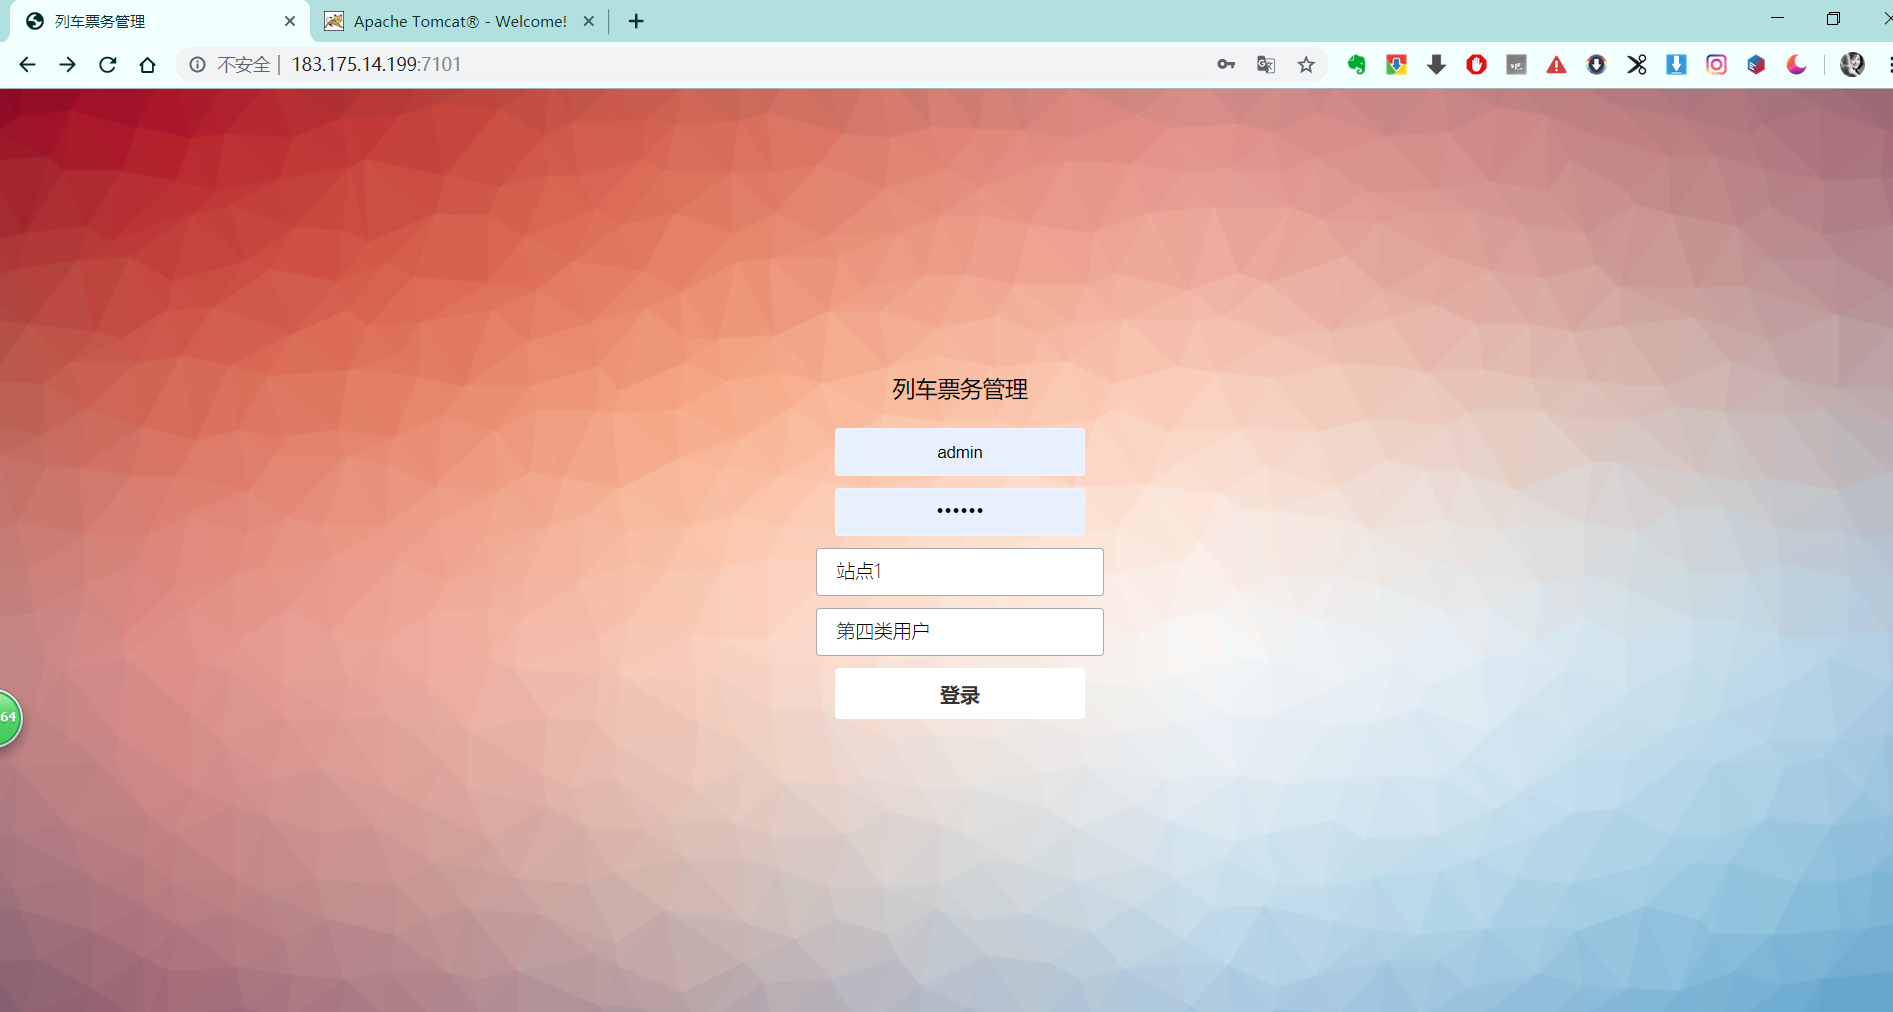 列车票务管理
Apache Tomcat® - Welcome!
不安全 | 183.175.14.199:7101
列车票务管理
admin
••••••
站点1
第四类用户
登录
64